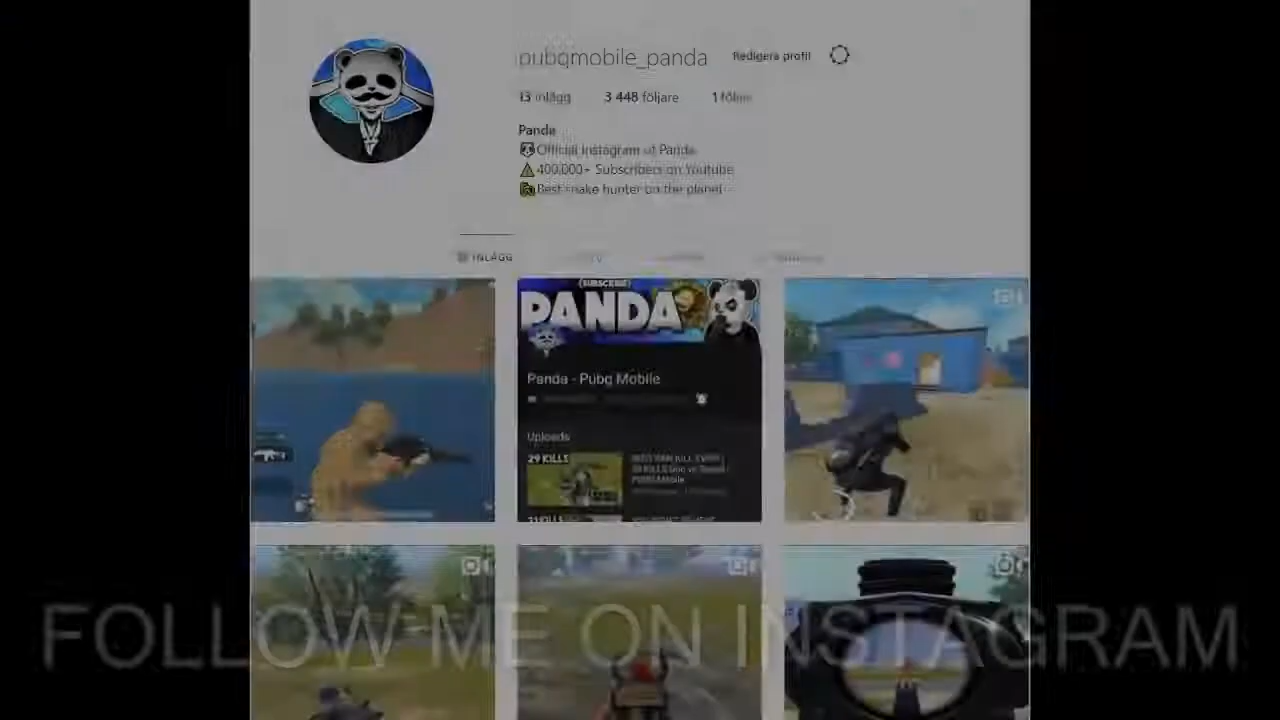 pubgmobile_panda Redigera profil
13 inlägg 3 448 följare 1 följer
Panda
Official Instagram of Panda
400.000+ Subscribers on Youtube
Best snake hunter on the planet
INLÄGG
(SUBSCRIBE)
PANDA
Panda - Pubg Mobile
Uploads
29 KILLS
FOLLOW ME ON INSTAGRAM